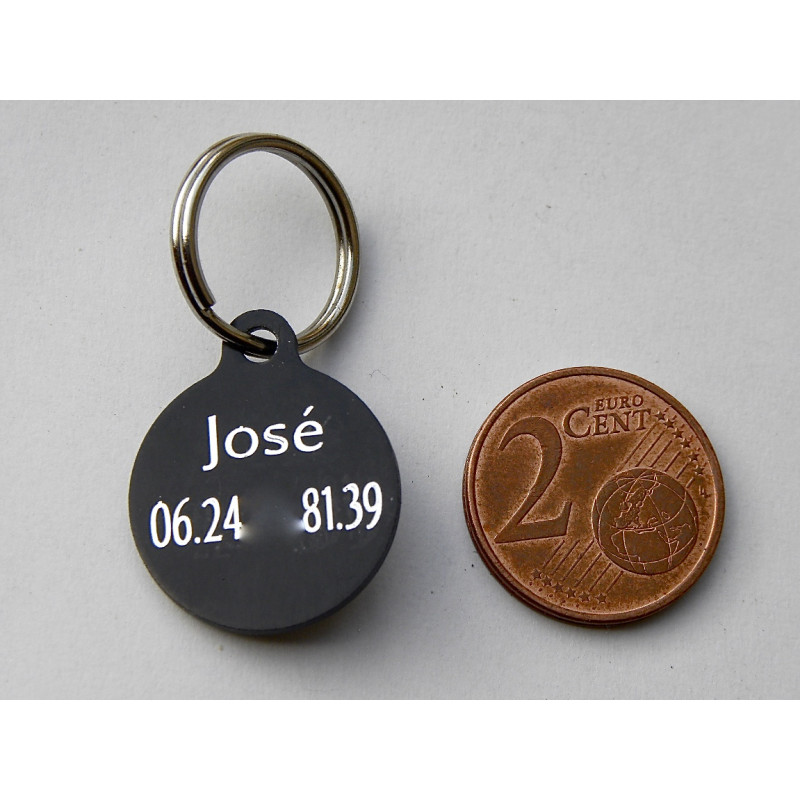 José
06.24 81.39
2 EURO
CENT